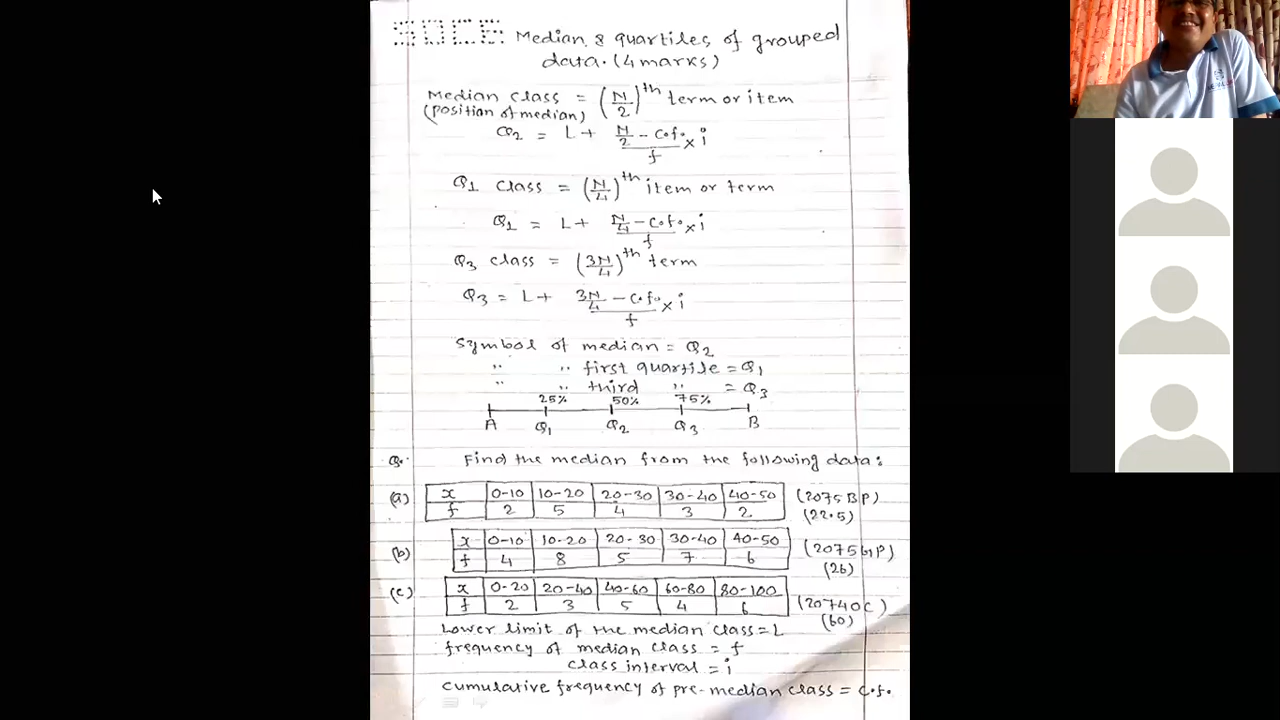 SOCE Median & quartiles of grouped
data. (4 marks)
Median class = (N/2)th term or item
(position of median)
Q2 = L + (N/2 - c.f.)/f × i
Q1 class = (N/4)th item or term
Q1 = L + (N/4 - c.f.)/f × i
Q3 class = (3N/4)th term
Q3 = L + (3N/4 - c.f.)/f × i
Symbol of median = Q2
" " first quartile = Q1
" " third " = Q3
25% 50% 75%
A Q1 Q2 Q3 B
Q. Find the median from the following data:
(a) x 0-10 10-20 20-30 30-40 40-50 (2075 BP)
f 2 5 4 3 2 (22.5)
(b) x 0-10 10-20 20-30 30-40 40-50 (2075 GP)
f 4 8 5 7 6 (26)
(c) x 0-20 20-40 40-60 60-80 80-100 (2074 OC)
f 2 3 5 4 6 (60)
Lower limit of the median class = L
frequency of median class = f
class interval = i
cumulative frequency of pre-median class = c.f.